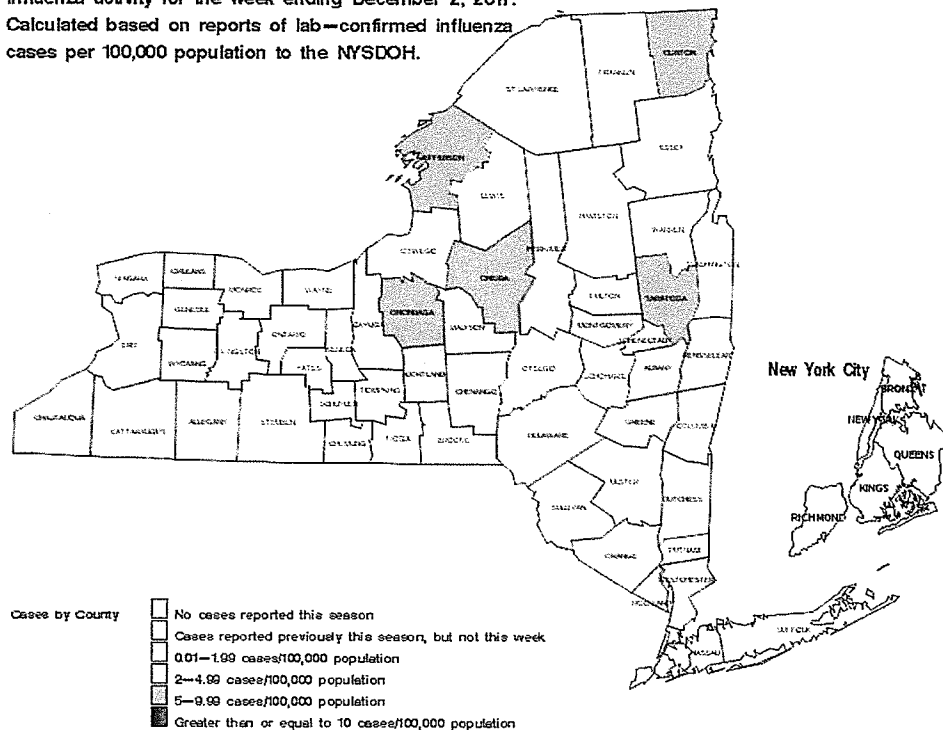 Calculated based on reports of lab-confirmed influenza
cases per 100,000 population to the NYSDOH.
CLINTON
FRANKLIN
ST LAWRENCE
JEFFERSON
ESSEX
LEWIS
HAMILTON
WARREN
OSWEGO
HERKIMER
WASHINGTON
ONEIDA
NIAGARA
ORLEANS
MONROE
WAYNE
SARATOGA
FULTON
GENESEE
ONONDAGA
CAYUGA
MADISON
MONTGOMERY
ONTARIO
ERIE
SCHENECTADY
WYOMING
LIVINGSTON
YATES
RENSSELAER
CORTLAND
CHENANGO
OTSEGO
SCHOHARIE
ALBANY
New York City
BRONX
CHAUTAUQUA
ALLEGANY
STEUBEN
CHEMUNG
TIOGA
BROOME
DELAWARE
GREENE
NEW YORK
QUEENS
ULSTER
DUTCHESS
KINGS
SULLIVAN
RICHMOND
ORANGE
PUTNAM
SUFFOLK
NASSAU
Cases by County
No cases reported this season
Cases reported previously this season, but not this week
0.01-1.99 cases/100,000 population
2-4.99 cases/100,000 population
5-9.99 cases/100,000 population
Greater than or equal to 10 cases/100,000 population